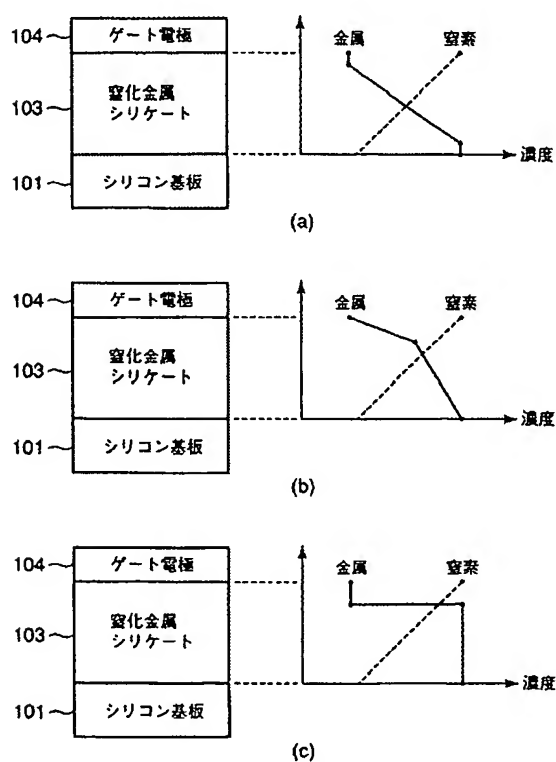 104
ゲート電極
金属
窒素
103
窒化金属
シリケート
101
シリコン基板
濃度
(a)
104
ゲート電極
金属
窒素
103
窒化金属
シリケート
101
シリコン基板
濃度
(b)
104
ゲート電極
金属
窒素
103
窒化金属
シリケート
101
シリコン基板
濃度
(c)